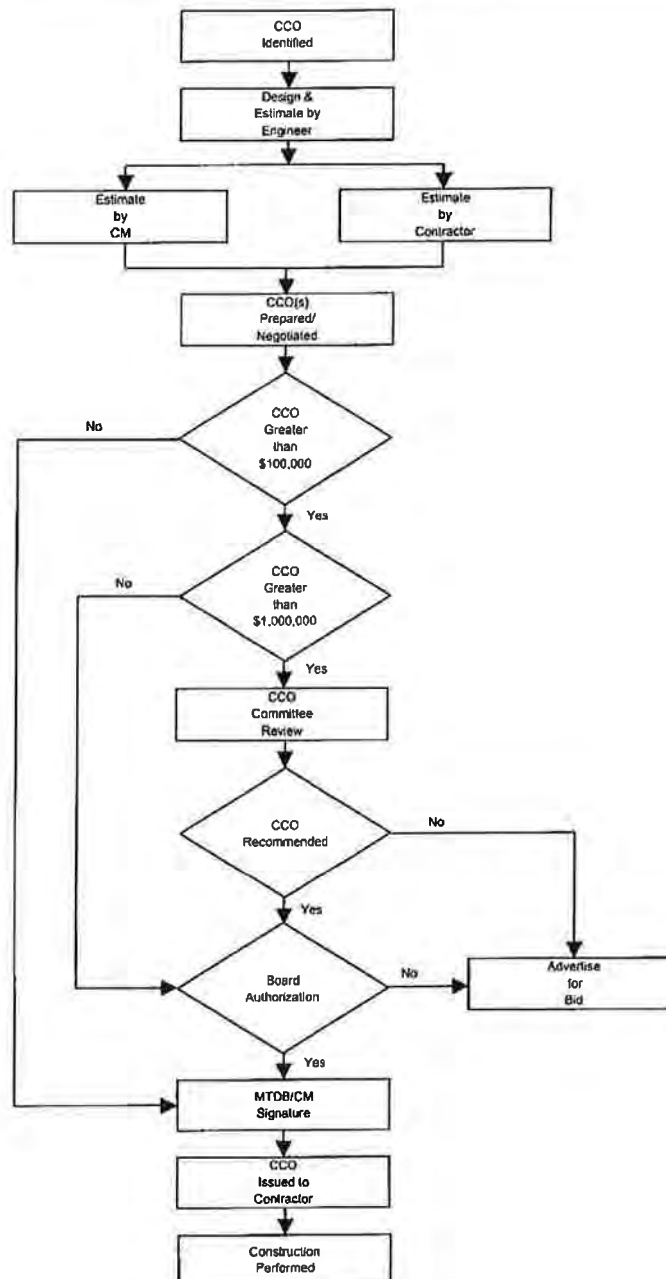 CCO
Identified
Design &
Estimate by
Engineer
Estimate
by
CM
Estimate
by
Contractor
CCO(s)
Prepared/
Negotiated
CCO
Greater
than
$100,000
No
Yes
CCO
Greater
than
$1,000,000
No
Yes
CCO
Committee
Review
CCO
Recommended
No
Yes
Board
Authorization
No
Advertise
for
Bid
Yes
MTDB/CM
Signature
CCO
Issued to
Contractor
Construction
Performed